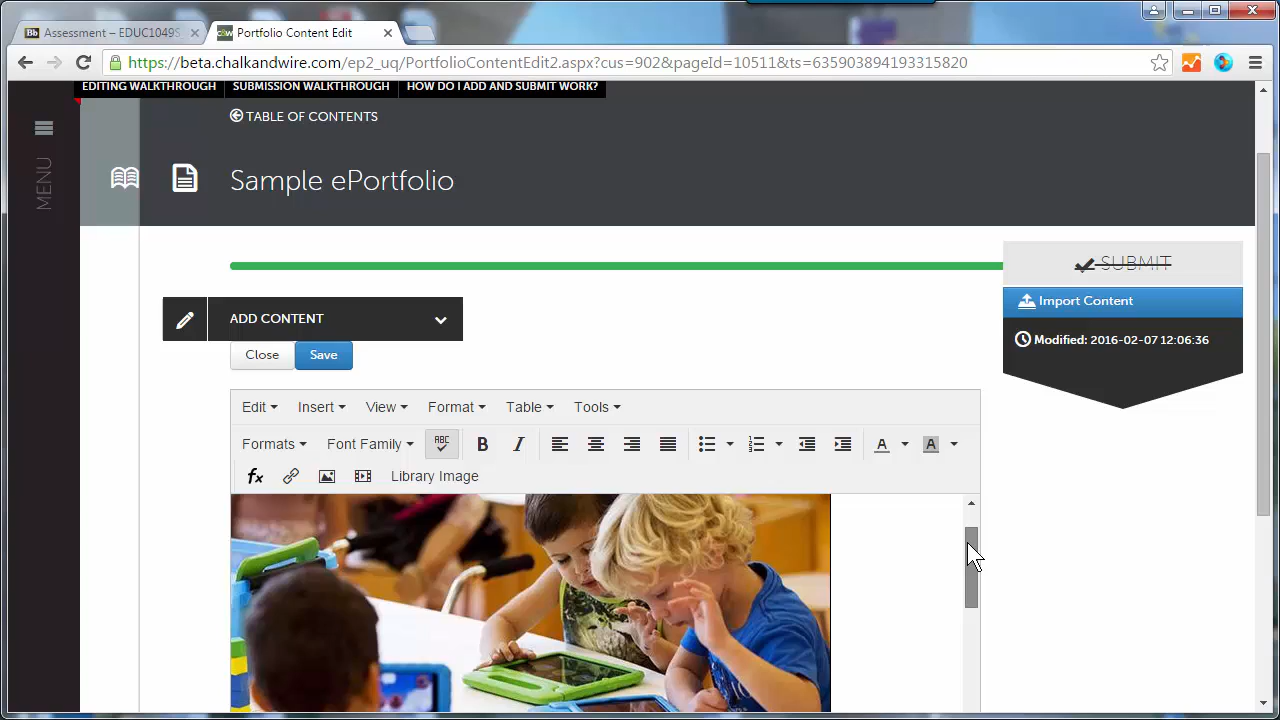 Assessment – EDUC1049S
Portfolio Content Edit
https://beta.chalkandwire.com/ep2_uq/PortfolioContentEdit2.aspx?cus=902&pageId=10511&ts=635903894193315820
EDITING WALKTHROUGH SUBMISSION WALKTHROUGH HOW DO I ADD AND SUBMIT WORK?
TABLE OF CONTENTS
MENU
Sample ePortfolio
SUBMIT
Import Content
Modified: 2016-02-07 12:06:36
ADD CONTENT
Close Save
Edit Insert View Format Table Tools
Formats Font Family ABC B I A A
fx Library Image